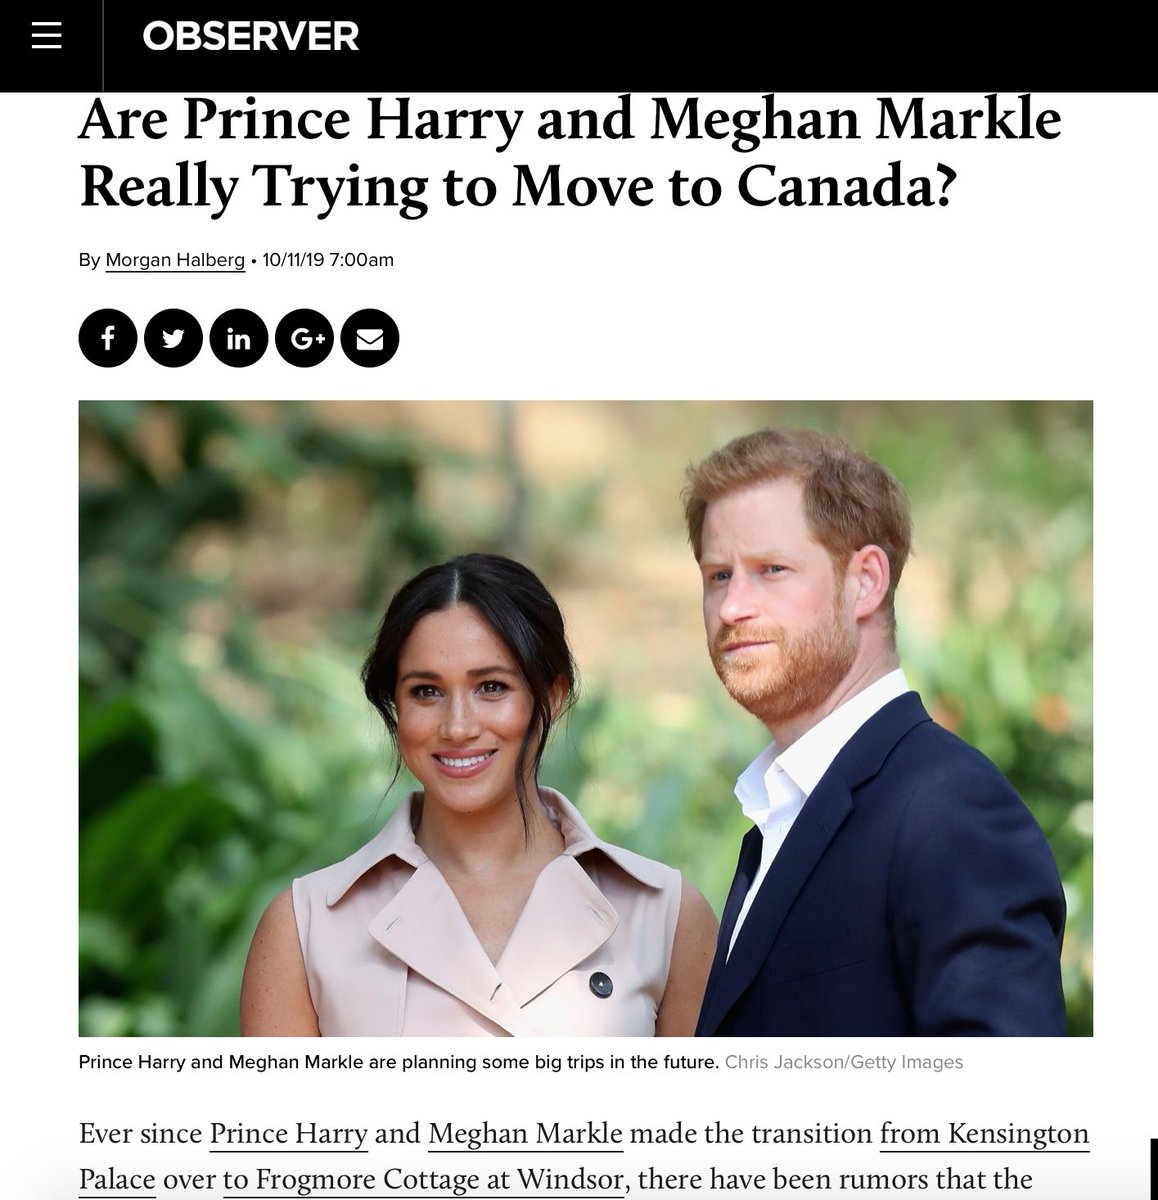 OBSERVER
Are Prince Harry and Meghan Markle
Really Trying to Move to Canada?
By Morgan Halberg • 10/11/19 7:00am
f in G+
Prince Harry and Meghan Markle are planning some big trips in the future. Chris Jackson/Getty Images
Ever since Prince Harry and Meghan Markle made the transition from Kensington
Palace over to Frogmore Cottage at Windsor, there have been rumors that the